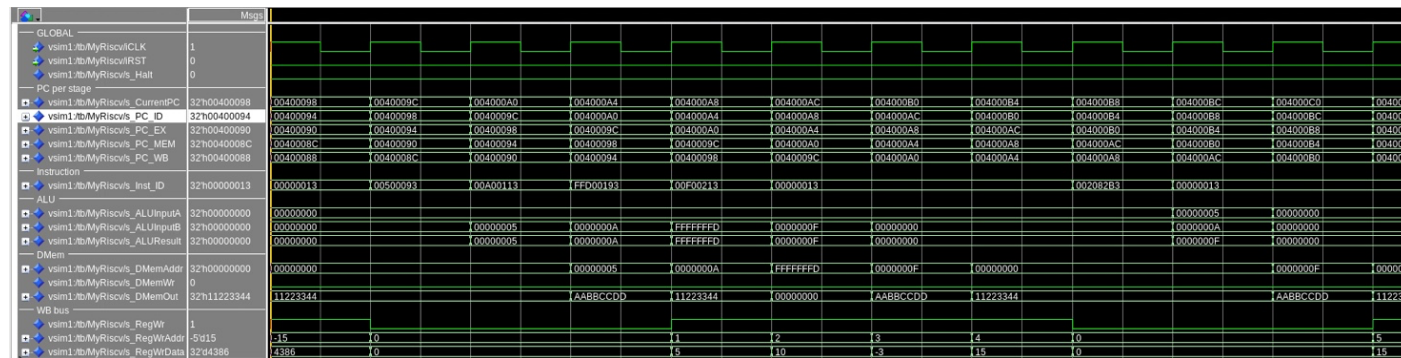 Msgs
GLOBAL
vsim1:/tb/MyRiscv/iCLK 1
vsim1:/tb/MyRiscv/iRST 0
vsim1:/tb/MyRiscv/s_Halt 0
PC per stage
vsim1:/tb/MyRiscv/s_CurrentPC 32'h00400098 00400098 0040009C 004000A0 004000A4 004000A8 004000AC 004000B0 004000B4 004000B8 004000BC 004000C0 00400
vsim1:/tb/MyRiscv/s_PC_ID 32'h00400094 00400094 00400098 0040009C 004000A0 004000A4 004000A8 004000AC 004000B0 004000B4 004000B8 004000BC 00400
vsim1:/tb/MyRiscv/s_PC_EX 32'h00400090 00400090 00400094 00400098 0040009C 004000A0 004000A4 004000A8 004000AC 004000B0 004000B4 004000B8 00400
vsim1:/tb/MyRiscv/s_PC_MEM 32'h0040008C 0040008C 00400090 00400094 00400098 0040009C 004000A0 004000A4 004000A8 004000AC 004000B0 004000B4 00400
vsim1:/tb/MyRiscv/s_PC_WB 32'h00400088 00400088 0040008C 00400090 00400094 00400098 0040009C 004000A0 004000A4 004000A8 004000AC 004000B0 00400
Instruction
vsim1:/tb/MyRiscv/s_Inst_ID 32'h00000013 00000013 00500093 00A00113 FFD00193 00F00213 00000013 002082B3 00000013
ALU
vsim1:/tb/MyRiscv/s_ALUInputA 32'h00000000 00000000 00000005 00000000
vsim1:/tb/MyRiscv/s_ALUInputB 32'h00000000 00000000 00000005 0000000A FFFFFFFD 0000000F 00000000 0000000A 00000000
vsim1:/tb/MyRiscv/s_ALUResult 32'h00000000 00000000 00000005 0000000A FFFFFFFD 0000000F 00000000 0000000F 00000000
DMem
vsim1:/tb/MyRiscv/s_DMemAddr 32'h00000000 00000000 00000005 0000000A FFFFFFFD 0000000F 00000000 0000000F 00000
vsim1:/tb/MyRiscv/s_DMemWr 0
vsim1:/tb/MyRiscv/s_DMemOut 32'h11223344 11223344 AABBCCDD 11223344 00000000 AABBCCDD 11223344 AABBCCDD 11223
WB bus
vsim1:/tb/MyRiscv/s_RegWr 1
vsim1:/tb/MyRiscv/s_RegWrAddr -5'd15 -15 0 1 2 3 4 0 5
vsim1:/tb/MyRiscv/s_RegWrData 32'd4386 4386 0 5 10 -3 15 0 15